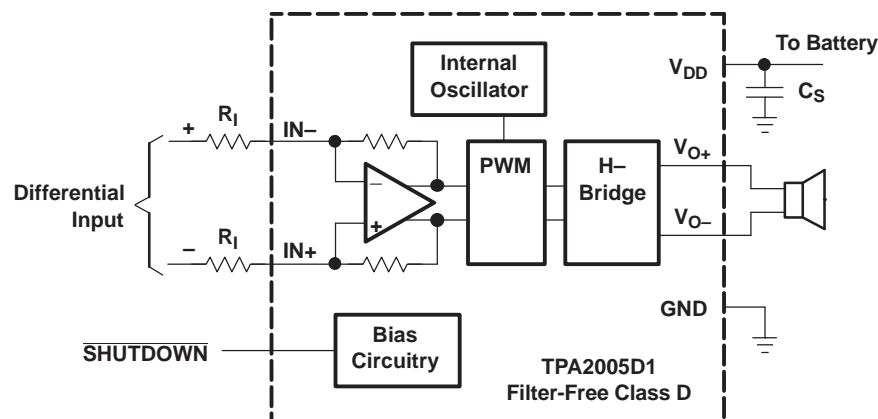 To Battery
Internal
Oscillator
VDD
CS
RI
+
IN–
–
PWM
H–
Bridge
VO+
Differential
Input
+
VO–
–
RI
IN+
GND
SHUTDOWN
Bias
Circuitry
TPA2005D1
Filter-Free Class D